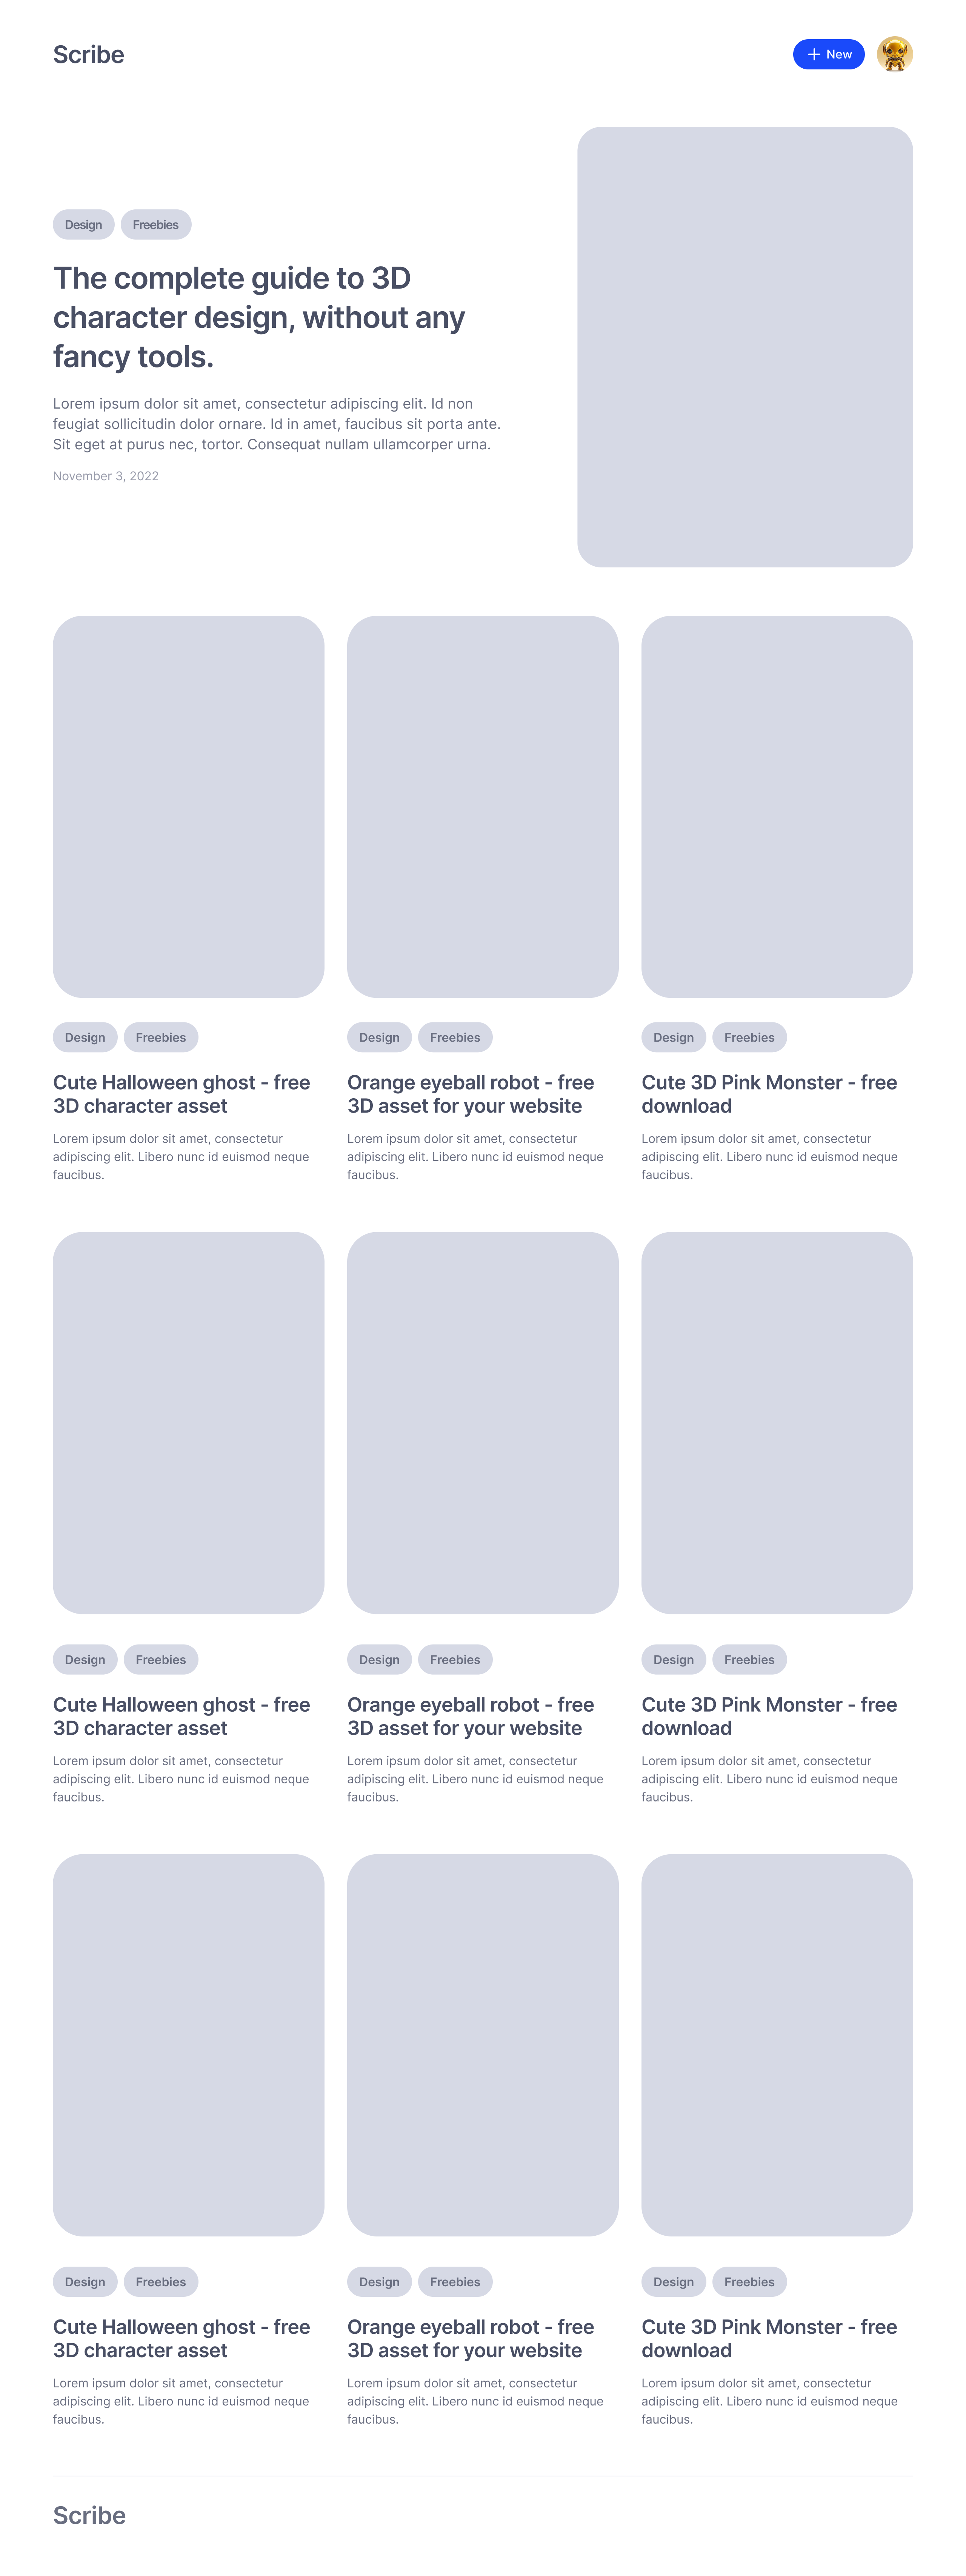 Scribe
New
Design Freebies
The complete guide to 3D
character design, without any
fancy tools.
Lorem ipsum dolor sit amet, consectetur adipiscing elit. Id non
feugiat sollicitudin dolor ornare. Id in amet, faucibus sit porta ante.
Sit eget at purus nec, tortor. Consequat nullam ullamcorper urna.
November 3, 2022
Design Freebies
Cute Halloween ghost - free
3D character asset
Lorem ipsum dolor sit amet, consectetur
adipiscing elit. Libero nunc id euismod neque
faucibus.
Design Freebies
Orange eyeball robot - free
3D asset for your website
Lorem ipsum dolor sit amet, consectetur
adipiscing elit. Libero nunc id euismod neque
faucibus.
Design Freebies
Cute 3D Pink Monster - free
download
Lorem ipsum dolor sit amet, consectetur
adipiscing elit. Libero nunc id euismod neque
faucibus.
Design Freebies
Cute Halloween ghost - free
3D character asset
Lorem ipsum dolor sit amet, consectetur
adipiscing elit. Libero nunc id euismod neque
faucibus.
Design Freebies
Orange eyeball robot - free
3D asset for your website
Lorem ipsum dolor sit amet, consectetur
adipiscing elit. Libero nunc id euismod neque
faucibus.
Design Freebies
Cute 3D Pink Monster - free
download
Lorem ipsum dolor sit amet, consectetur
adipiscing elit. Libero nunc id euismod neque
faucibus.
Design Freebies
Cute Halloween ghost - free
3D character asset
Lorem ipsum dolor sit amet, consectetur
adipiscing elit. Libero nunc id euismod neque
faucibus.
Design Freebies
Orange eyeball robot - free
3D asset for your website
Lorem ipsum dolor sit amet, consectetur
adipiscing elit. Libero nunc id euismod neque
faucibus.
Design Freebies
Cute 3D Pink Monster - free
download
Lorem ipsum dolor sit amet, consectetur
adipiscing elit. Libero nunc id euismod neque
faucibus.
Scribe